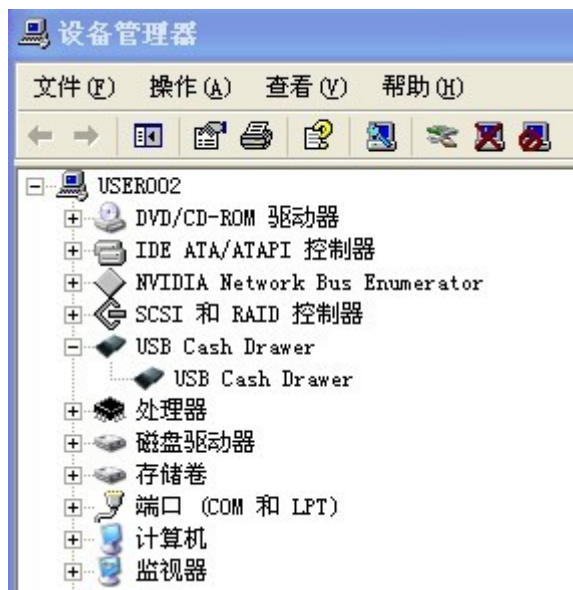 设备管理器
文件(F) 操作(A) 查看(V) 帮助(H)
USER002
DVD/CD-ROM 驱动器
IDE ATA/ATAPI 控制器
NVIDIA Network Bus Enumerator
SCSI 和 RAID 控制器
USB Cash Drawer
USB Cash Drawer
处理器
磁盘驱动器
存储卷
端口 (COM 和 LPT)
计算机
监视器